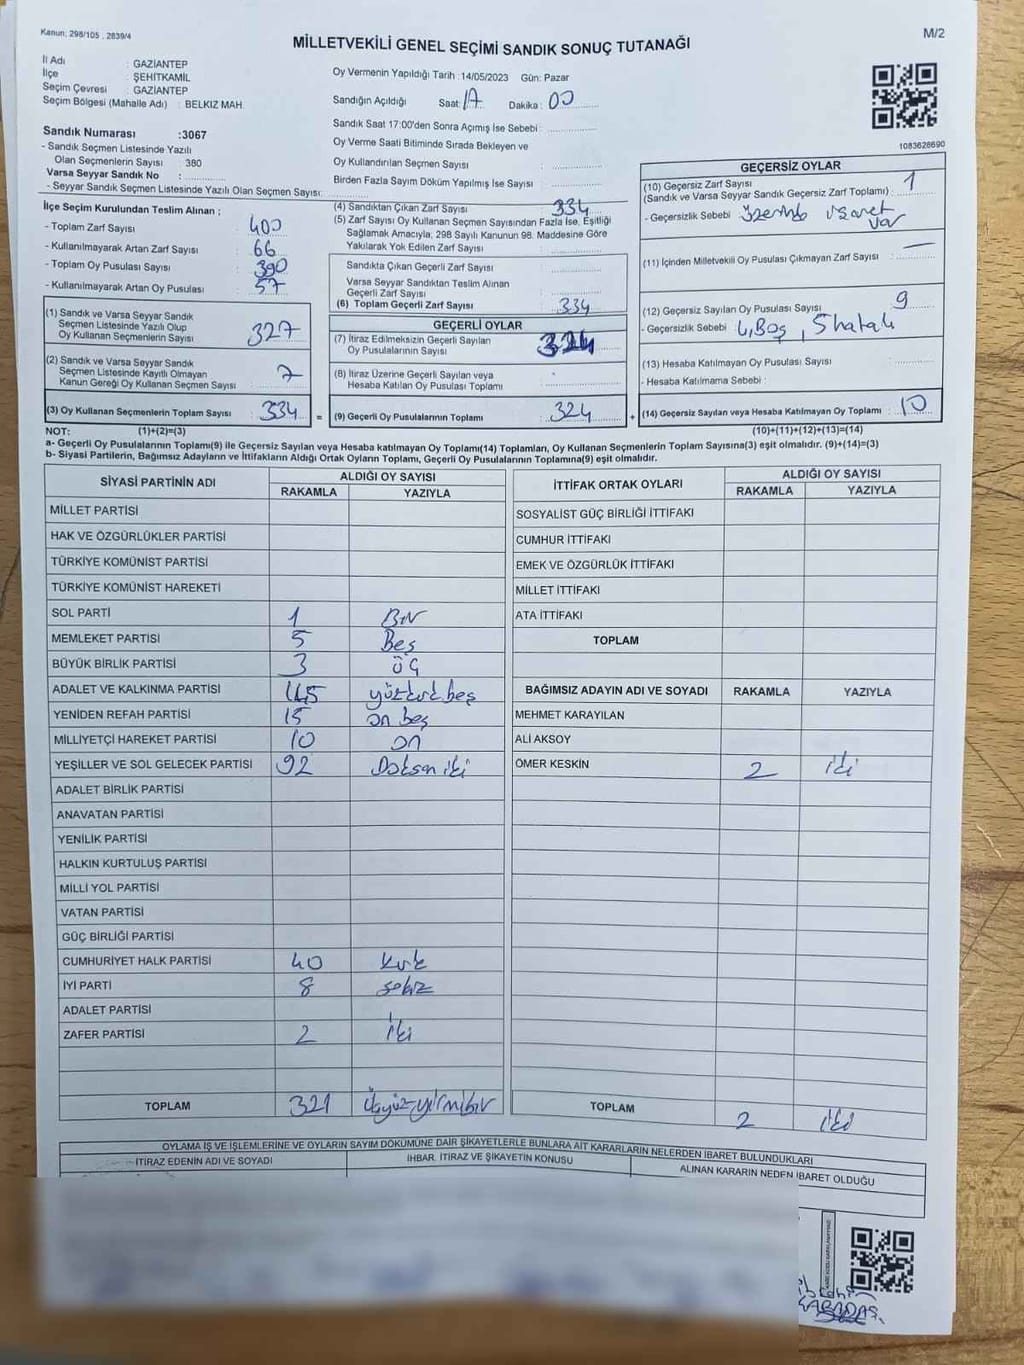 Kanun: 298/105 , 2839/4
M/2
MİLLETVEKİLİ GENEL SEÇİMİ SANDIK SONUÇ TUTANAĞI
İl Adı : GAZİANTEP
İlçe : ŞEHİTKAMİL
Seçim Çevresi : GAZİANTEP
Seçim Bölgesi (Mahalle Adı) : BELKIZ MAH.
Oy Vermenin Yapıldığı Tarih :14/05/2023 Gün: Pazar
Sandığın Açıldığı Saat: 17 Dakika : 00
Sandık Saat 17:00'den Sonra Açımış İse Sebebi :
Oy Verme Saati Bitiminde Sırada Bekleyen ve
Oy Kullandırılan Seçmen Sayısı :
Birden Fazla Sayım Döküm Yapılmış İse Sayısı :
1083628690
Sandık Numarası :3067
- Sandık Seçmen Listesinde Yazılı
Olan Seçmenlerin Sayısı : 380
Varsa Seyyar Sandık No :
- Seyyar Sandık Seçmen Listesinde Yazılı Olan Seçmen Sayısı:
İlçe Seçim Kurulundan Teslim Alınan ;
- Toplam Zarf Sayısı : 400
- Kullanılmayarak Artan Zarf Sayısı : 66
- Toplam Oy Pusulası Sayısı : 390
- Kullanılmayarak Artan Oy Pusulası : 57
(1) Sandık ve Varsa Seyyar Sandık
Seçmen Listesinde Yazılı Olup
Oy Kullanan Seçmenlerin Sayısı : 327
(2) Sandık ve Varsa Seyyar Sandık
Seçmen Listesinde Kayıtlı Olmayan
Kanun Gereği Oy Kullanan Seçmen Sayısı : 7
(3) Oy Kullanan Seçmenlerin Toplam Sayısı : 334 =
(4) Sandıktan Çıkan Zarf Sayısı : 334
(5) Zarf Sayısı Oy Kullanan Seçmen Sayısından Fazla İse, Eşitliği
Sağlamak Amacıyla, 298 Sayılı Kanunun 98. Maddesine Göre
Yakılarak Yok Edilen Zarf Sayısı :
Sandıkta Çıkan Geçerli Zarf Sayısı :
Varsa Seyyar Sandıktan Teslim Alınan
Geçerli Zarf Sayısı :
(6) Toplam Geçerli Zarf Sayısı : 334
GEÇERLİ OYLAR
(7) İtiraz Edilmeksizin Geçerli Sayılan
Oy Pusulalarının Sayısı : 324
(8) İtiraz Üzerine Geçerli Sayılan veya
Hesaba Katılan Oy Pusulası Toplamı :
(9) Geçerli Oy Pusulalarının Toplamı : 324 +
GEÇERSİZ OYLAR
(10) Geçersiz Zarf Sayısı
(Sandık ve Varsa Seyyar Sandık Geçersiz Zarf Toplamı) : 1
- Geçersizlik Sebebi : üzerinde işaret
var
(11) İçinden Milletvekili Oy Pusulası Çıkmayan Zarf Sayısı : —
(12) Geçersiz Sayılan Oy Pusulası Sayısı : 9
- Geçersizlik Sebebi : 4,Boş , 5 hatalı
(13) Hesaba Katılmayan Oy Pusulası Sayısı :
- Hesaba Katılmama Sebebi :
(14) Geçersiz Sayılan veya Hesaba Katılmayan Oy Toplamı : 10
NOT: (1)+(2)=(3) (10)+(11)+(12)+(13)=(14)
a- Geçerli Oy Pusulalarının Toplamı(9) ile Geçersiz Sayılan veya Hesaba katılmayan Oy Toplamı(14) Toplamları, Oy Kullanan Seçmenlerin Toplam Sayısına(3) eşit olmalıdır. (9)+(14)=(3)
b- Siyasi Partilerin, Bağımsız Adayların ve İttifakların Aldığı Ortak Oyların Toplamı, Geçerli Oy Pusulalarının Toplamına(9) eşit olmalıdır.
SİYASİ PARTİNİN ADI ALDIĞI OY SAYISI
RAKAMLA YAZIYLA
MİLLET PARTİSİ
HAK VE ÖZGÜRLÜKLER PARTİSİ
TÜRKİYE KOMÜNİST PARTİSİ
TÜRKİYE KOMÜNİST HAREKETİ
SOL PARTİ 1 Bir
MEMLEKET PARTİSİ 5 Beş
BÜYÜK BİRLİK PARTİSİ 3 üç
ADALET VE KALKINMA PARTİSİ 145 yüzkırkbeş
YENİDEN REFAH PARTİSİ 15 on beş
MİLLİYETÇİ HAREKET PARTİSİ 10 on
YEŞİLLER VE SOL GELECEK PARTİSİ 92 Doksan iki
ADALET BİRLİK PARTİSİ
ANAVATAN PARTİSİ
YENİLİK PARTİSİ
HALKIN KURTULUŞ PARTİSİ
MİLLİ YOL PARTİSİ
VATAN PARTİSİ
GÜÇ BİRLİĞİ PARTİSİ
CUMHURİYET HALK PARTİSİ 40 kırk
İYİ PARTİ 8 sekiz
ADALET PARTİSİ
ZAFER PARTİSİ 2 İki
TOPLAM 321 Üçyüzyirmibir
İTTİFAK ORTAK OYLARI ALDIĞI OY SAYISI
RAKAMLA YAZIYLA
SOSYALİST GÜÇ BİRLİĞİ İTTİFAKI
CUMHUR İTTİFAKI
EMEK VE ÖZGÜRLÜK İTTİFAKI
MİLLET İTTİFAKI
ATA İTTİFAKI
TOPLAM
BAĞIMSIZ ADAYIN ADI VE SOYADI RAKAMLA YAZIYLA
MEHMET KARAYILAN
ALİ AKSOY
ÖMER KESKİN 2 iki
TOPLAM 2 iki
OYLAMA İŞ VE İŞLEMLERİNE VE OYLARIN SAYIM DÖKÜMÜNE DAİR ŞİKAYETLERLE BUNLARA AİT KARARLARIN NELERDEN İBARET BULUNDUKLARI
İTİRAZ EDENİN ADI VE SOYADI İHBAR, İTİRAZ VE ŞİKAYETİN KONUSU ALINAN KARARIN NEDEN İBARET OLDUĞU